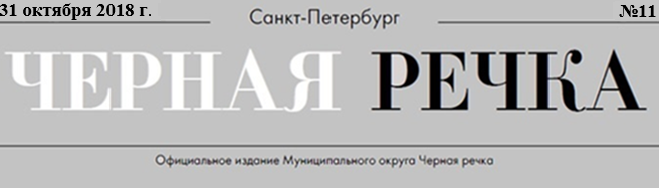 31 октября 2018 г.
Санкт-Петербург
№11
ЧЕРНАЯ РЕЧКА
Официальное издание Муниципального округа Черная речка